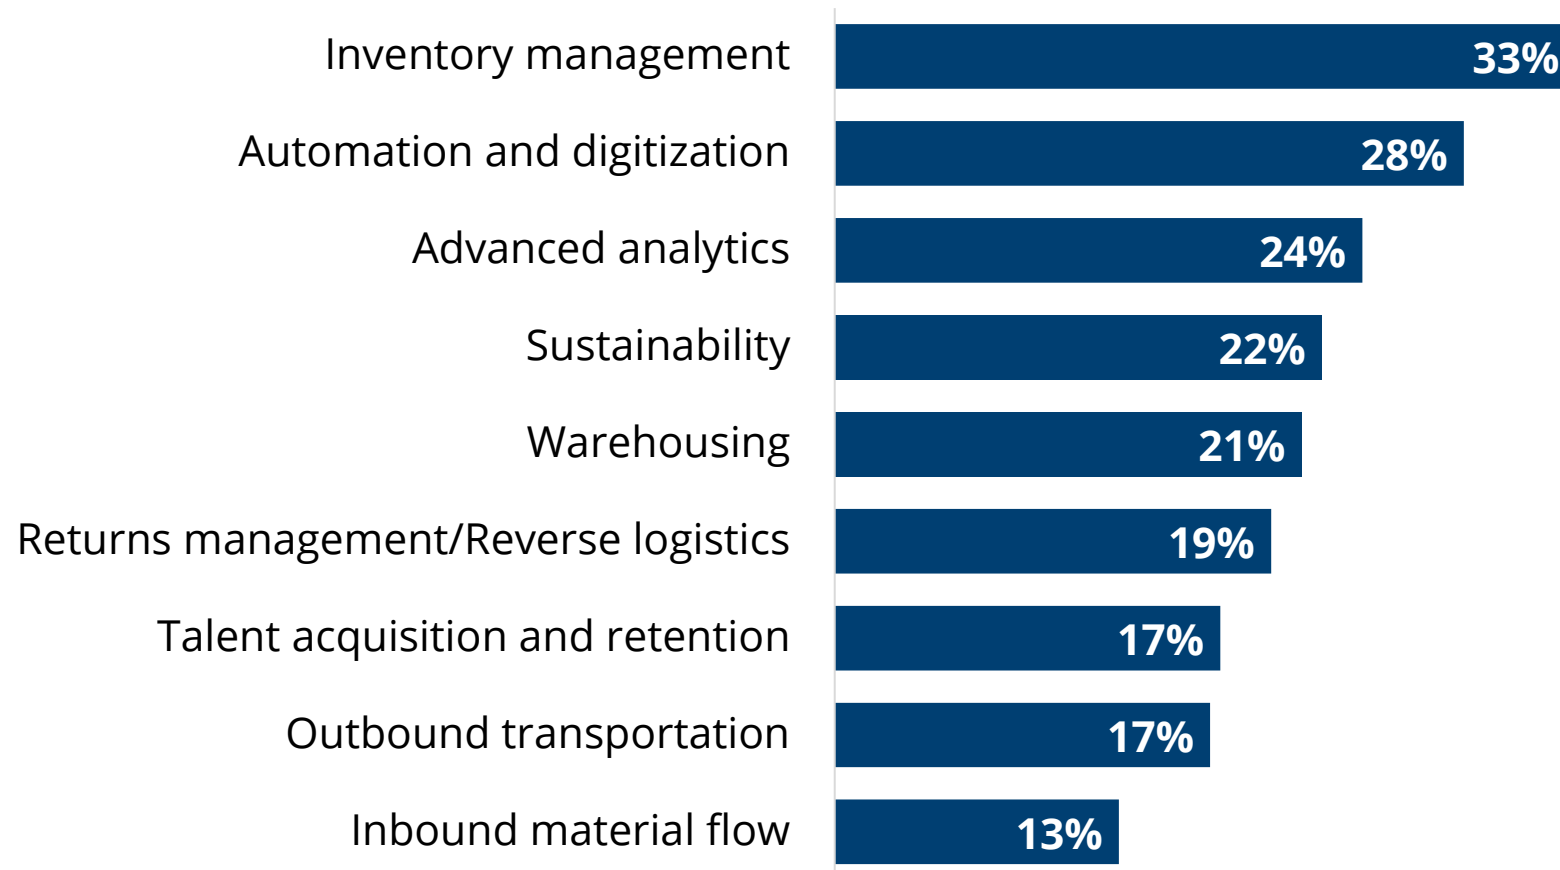 Inventory management 33%
Automation and digitization 28%
Advanced analytics 24%
Sustainability 22%
Warehousing 21%
Returns management/Reverse logistics 19%
Talent acquisition and retention 17%
Outbound transportation 17%
Inbound material flow 13%